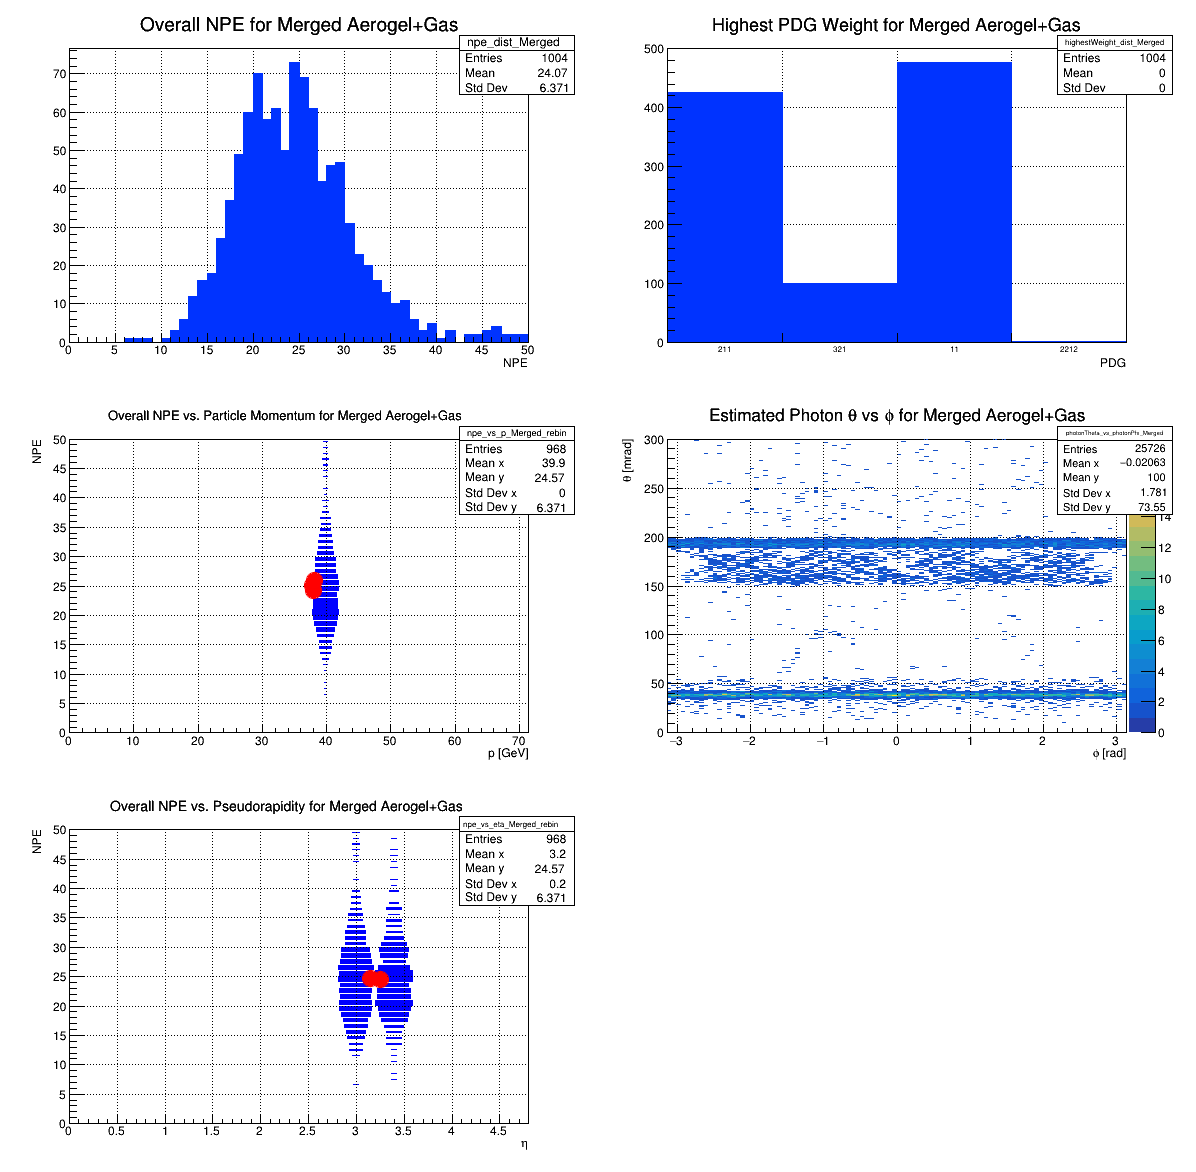 Overall NPE for Merged Aerogel+Gas
npe_dist_Merged
Entries 1004
Mean 24.07
Std Dev 6.371
70
60
50
40
30
20
10
0
0 5 10 15 20 25 30 35 40 45 50
NPE
Highest PDG Weight for Merged Aerogel+Gas
highestWeight_dist_Merged
Entries 1004
Mean 0
Std Dev 0
500
400
300
200
100
0
211 321 11 2212
PDG
Overall NPE vs. Particle Momentum for Merged Aerogel+Gas
NPE
npe_vs_p_Merged_rebin
Entries 968
Mean x 39.9
Mean y 24.57
Std Dev x 0
Std Dev y 6.371
50
45
40
35
30
25
20
15
10
5
0
0 10 20 30 40 50 60 70
p [GeV]
Estimated Photon θ vs ϕ for Merged Aerogel+Gas
θ [mrad]
photonTheta_vs_photonPhi_Merged
Entries 25726
Mean x −0.02063
Mean y 100
Std Dev x 1.781
Std Dev y 73.55
300
250
200
150
100
50
0
−3 −2 −1 0 1 2 3
ϕ [rad]
14
12
10
8
6
4
2
0
Overall NPE vs. Pseudorapidity for Merged Aerogel+Gas
NPE
npe_vs_eta_Merged_rebin
Entries 968
Mean x 3.2
Mean y 24.57
Std Dev x 0.2
Std Dev y 6.371
50
45
40
35
30
25
20
15
10
5
0
0 0.5 1 1.5 2 2.5 3 3.5 4 4.5
η